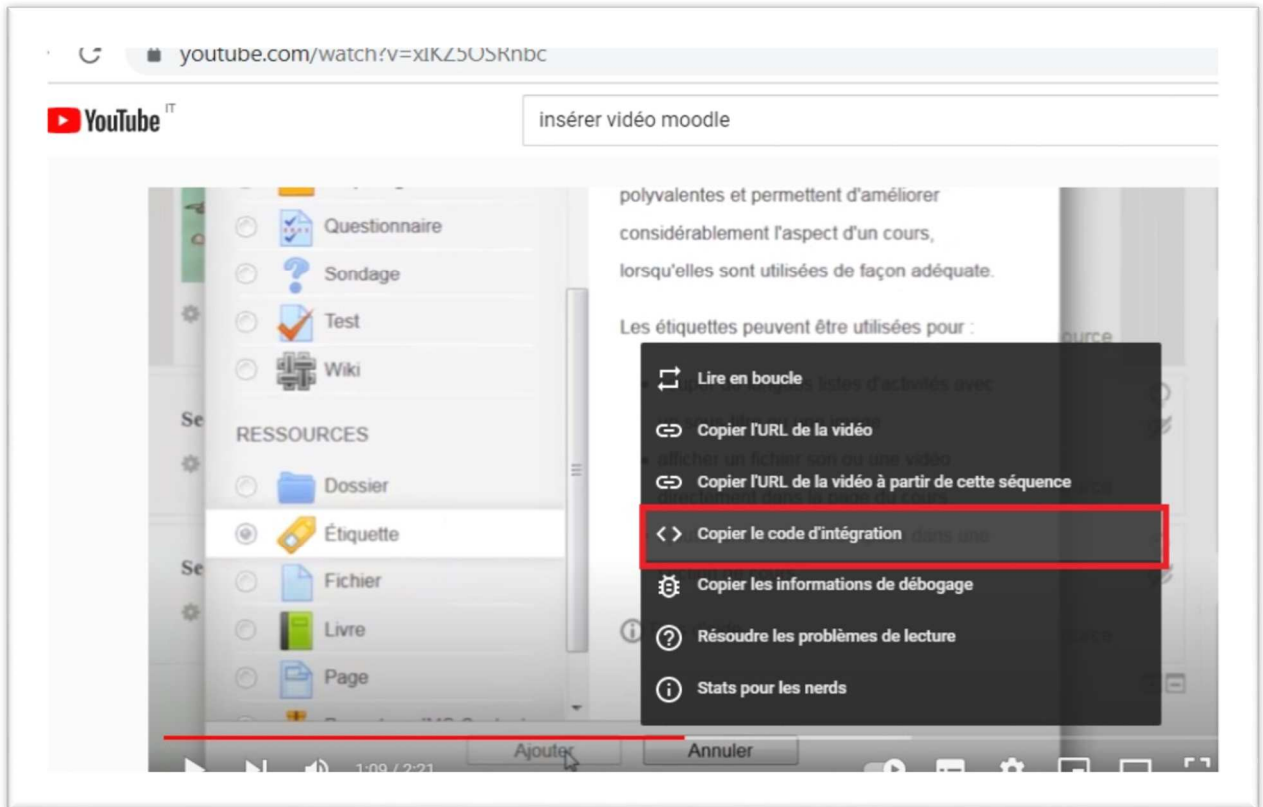 youtube.com/watch?v=xIKZ5OSRnbc
YouTube IT
insérer vidéo moodle
polyvalentes et permettent d'améliorer
considérablement l'aspect d'un cours,
lorsqu'elles sont utilisées de façon adéquate.
Les étiquettes peuvent être utilisées pour :
Questionnaire
Sondage
Test
Wiki
RESSOURCES
Dossier
Étiquette
Fichier
Livre
Page
Se
Se
Lire en boucle
Copier l'URL de la vidéo
Copier l'URL de la vidéo à partir de cette séquence
Copier le code d'intégration
Copier les informations de débogage
Résoudre les problèmes de lecture
Stats pour les nerds
Ajouter
Annuler
1:09 / 2:21